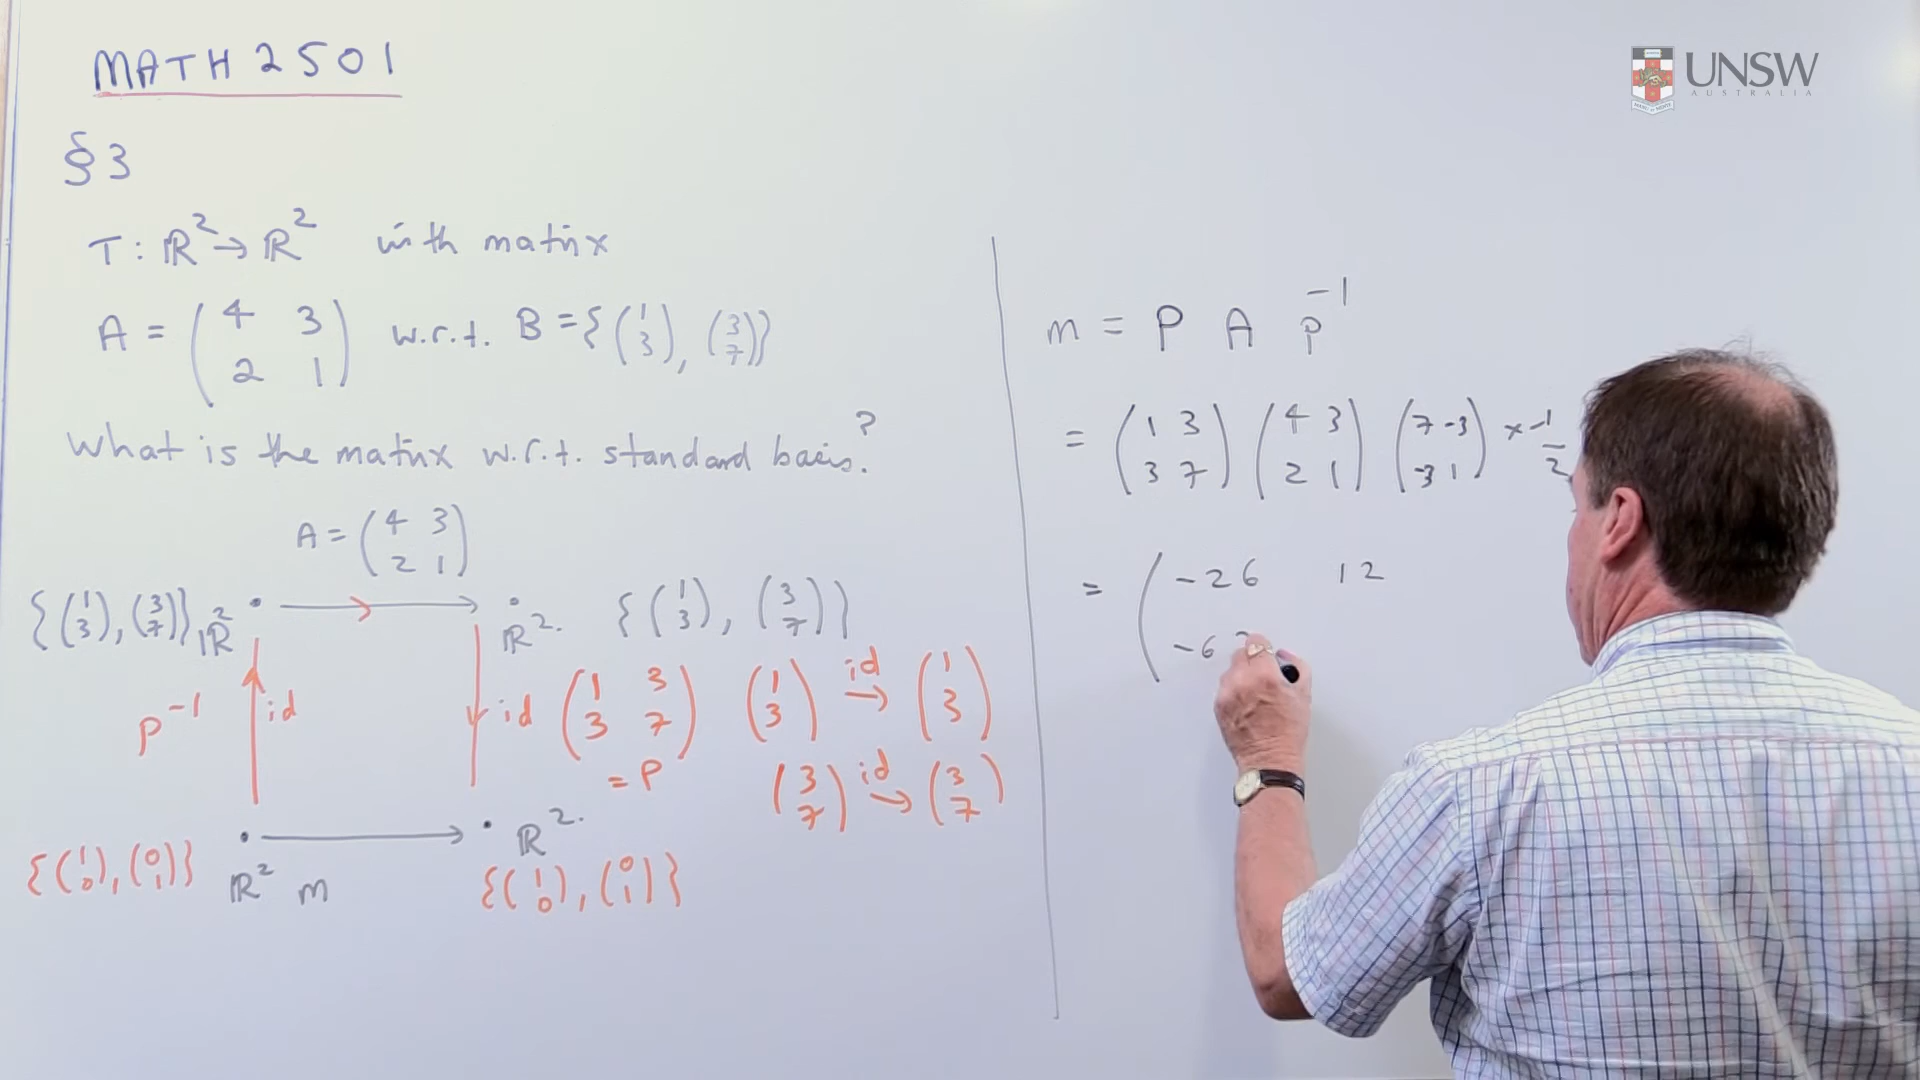 MATH 2501
UNSW
AUSTRALIA
§3
T: ℝ² → ℝ² with matrix
A = (4 3; 2 1) w.r.t. B = {(1; 3), (3; 7)}
What is the matrix w.r.t. standard basis?
A = (4 3; 2 1)
{(1; 3), (3; 7)} ℝ² → ℝ². {(1; 3), (3; 7)}
P⁻¹ id
id (1 3; 3 7) = P
(1; 3) id→ (1; 3)
(3; 7) id→ (3; 7)
ℝ² m → ℝ².
{(1; 0), (0; 1)} {(1; 0), (0; 1)}
m = P A P⁻¹
= (1 3; 3 7) (4 3; 2 1) (7 -3; -3 1) × -1/2
= (-26 12; -6